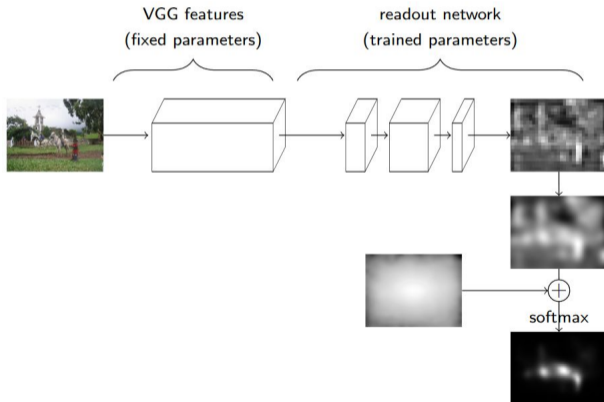 VGG features
(fixed parameters)
readout network
(trained parameters)
softmax